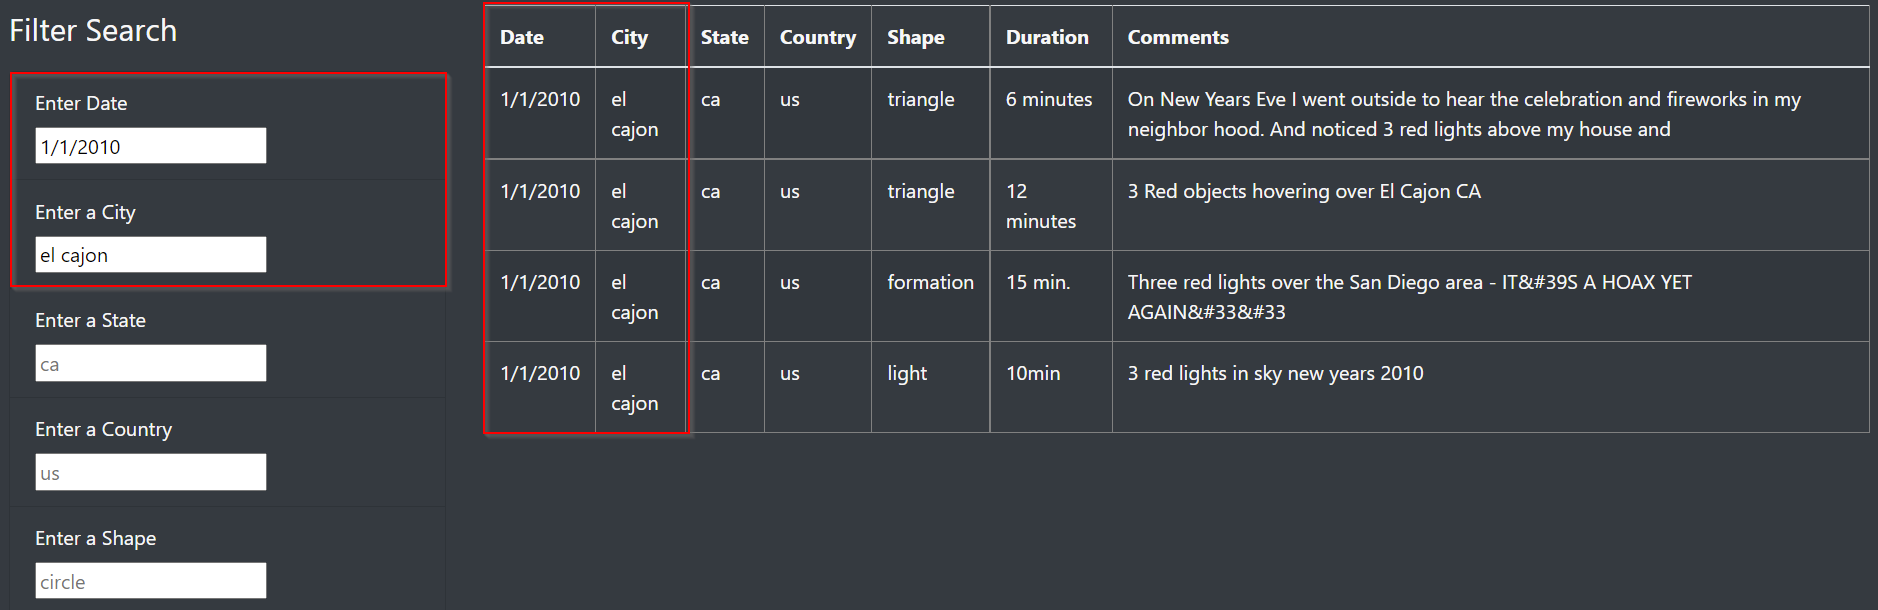 Filter Search
Enter Date
1/1/2010
Enter a City
el cajon
Enter a State
ca
Enter a Country
us
Enter a Shape
circle
Date City State Country Shape Duration Comments
1/1/2010 el ca us triangle 6 minutes On New Years Eve I went outside to hear the celebration and fireworks in my
cajon neighbor hood. And noticed 3 red lights above my house and
1/1/2010 el ca us triangle 12 3 Red objects hovering over El Cajon CA
cajon minutes
1/1/2010 el ca us formation 15 min. Three red lights over the San Diego area - IT&#39S A HOAX YET
cajon AGAIN&#33&#33
1/1/2010 el ca us light 10min 3 red lights in sky new years 2010
cajon